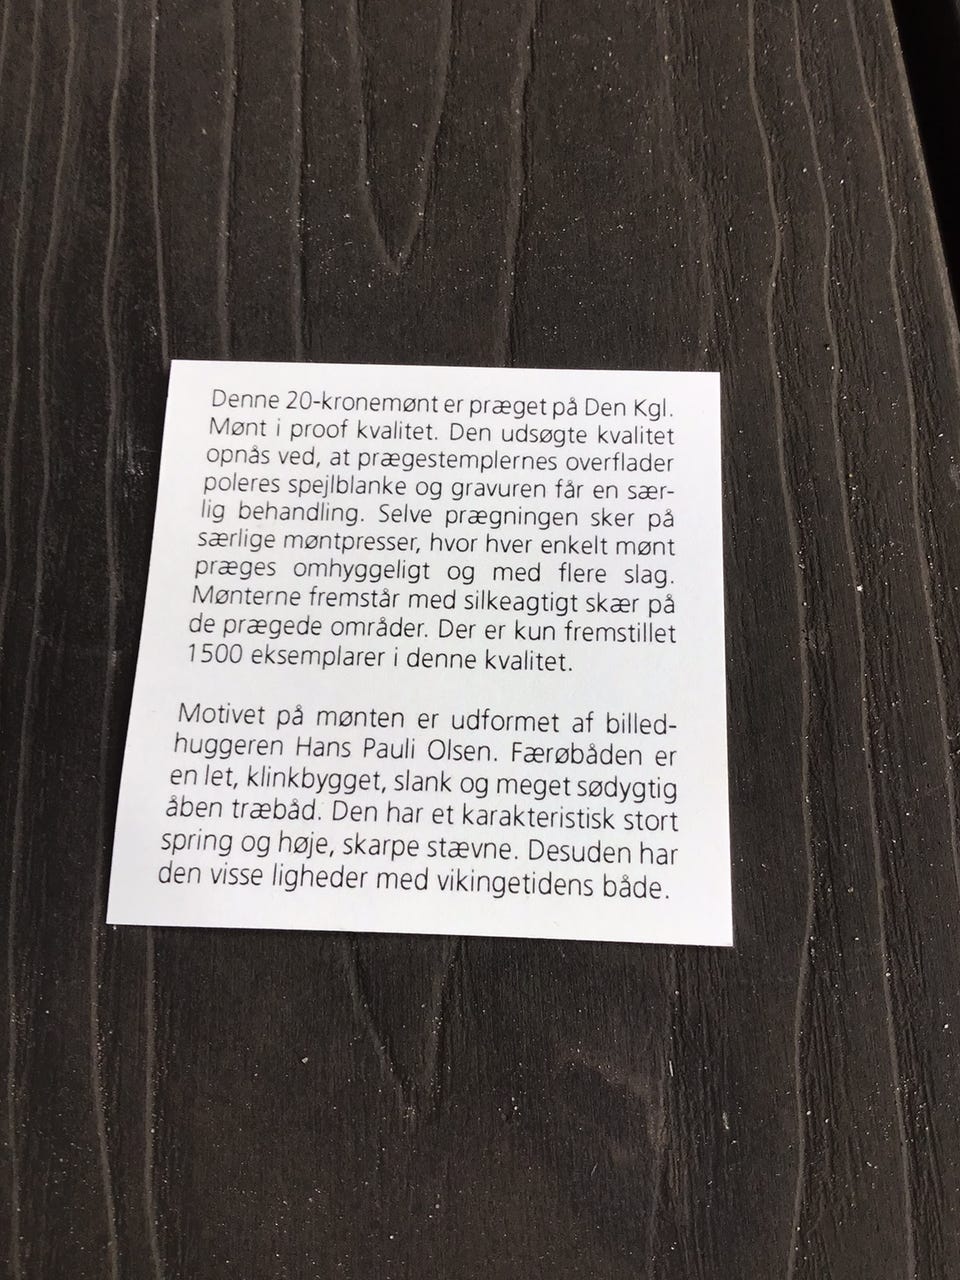 Denne 20-kronemønt er præget på Den Kgl.
Mønt i proof kvalitet. Den udsøgte kvalitet
opnås ved, at prægestemplernes overflader
poleres spejlblanke og gravuren får en sær-
lig behandling. Selve prægningen sker på
særlige møntpresser, hvor hver enkelt mønt
præges omhyggeligt og med flere slag.
Mønterne fremstår med silkeagtigt skær på
de prægede områder. Der er kun fremstillet
1500 eksemplarer i denne kvalitet.
Motivet på mønten er udformet af billed-
huggeren Hans Pauli Olsen. Færøbåden er
en let, klinkbygget, slank og meget sødygtig
åben træbåd. Den har et karakteristisk stort
spring og høje, skarpe stævne. Desuden har
den visse ligheder med vikingetidens både.